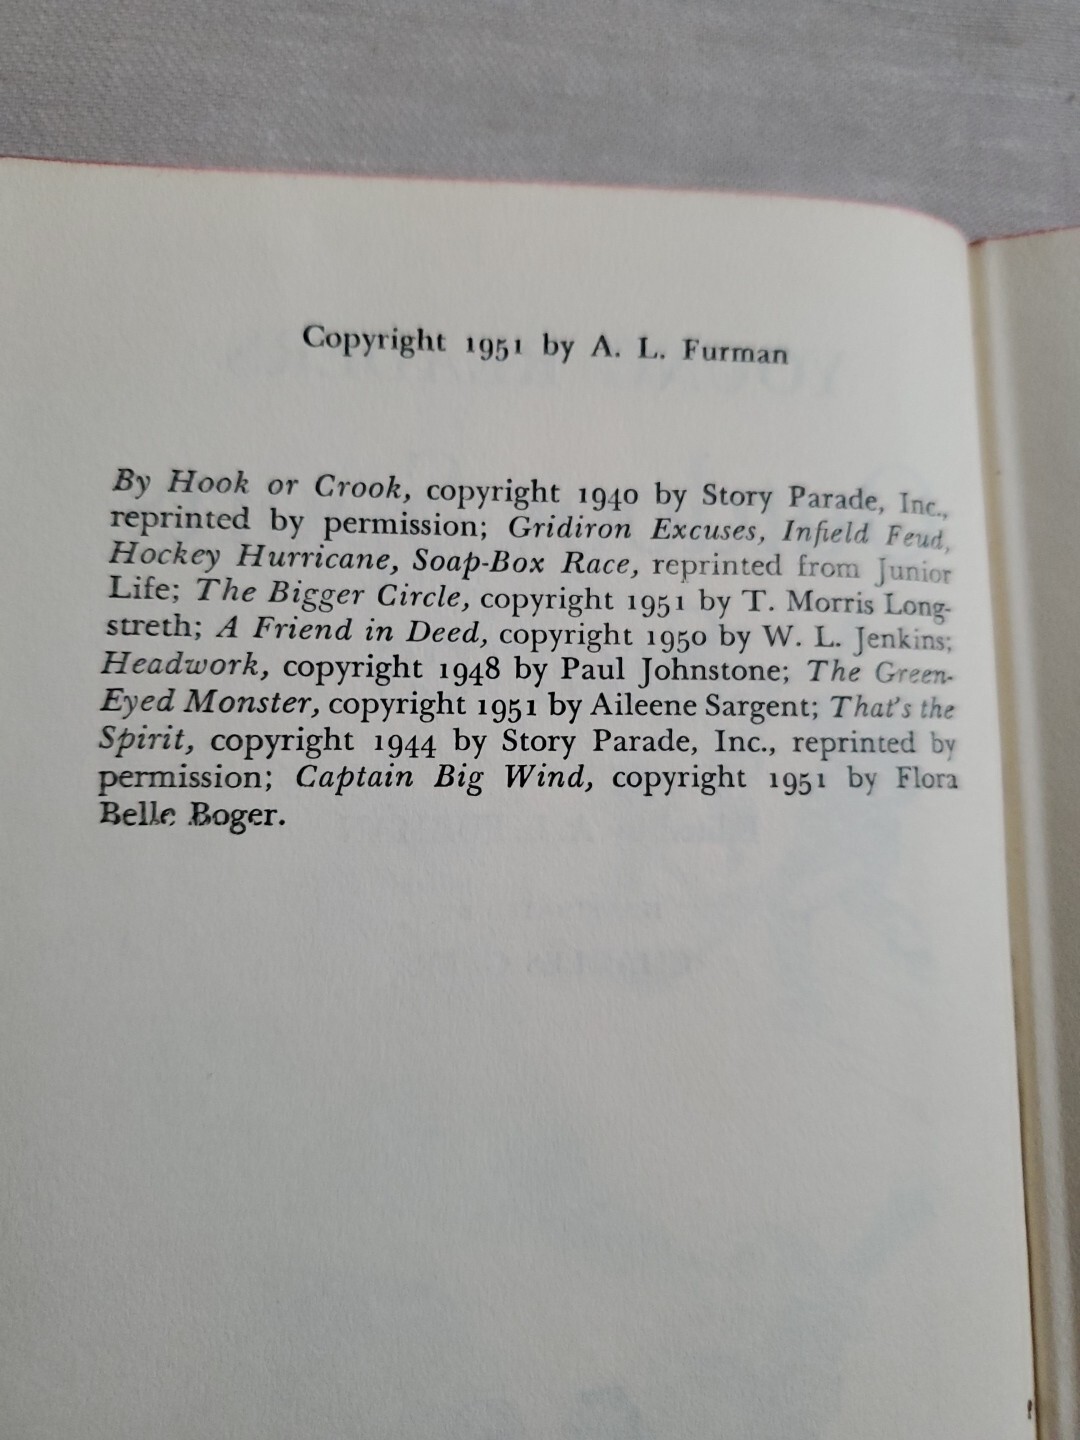 Copyright 1951 by A. L. Furman
By Hook or Crook, copyright 1940 by Story Parade, Inc.,
reprinted by permission; Gridiron Excuses, Infield Feud,
Hockey Hurricane, Soap-Box Race, reprinted from Junior
Life; The Bigger Circle, copyright 1951 by T. Morris Long-
streth; A Friend in Deed, copyright 1950 by W. L. Jenkins;
Headwork, copyright 1948 by Paul Johnstone; The Green-
Eyed Monster, copyright 1951 by Aileene Sargent; That's the
Spirit, copyright 1944 by Story Parade, Inc., reprinted by
permission; Captain Big Wind, copyright 1951 by Flora
Belle Boger.